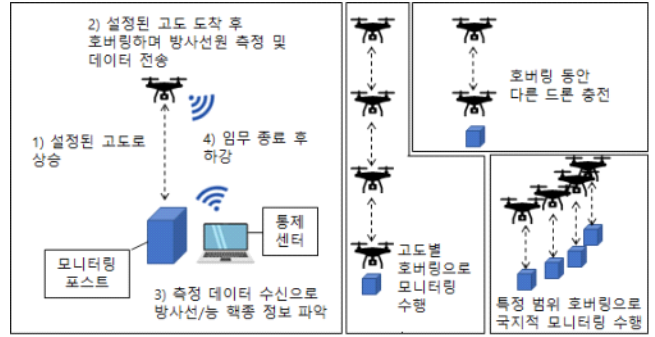 2) 설정된 고도 도착 후
호버링하며 방사선원 측정 및
데이터 전송
1) 설정된 고도로
상승
4) 임무 종료 후
하강
통제
센터
모니터링
포스트
3) 측정 데이터 수신으로
방사선/능 핵종 정보 파악
고도별
호버링으로
모니터링
수행
호버링 동안
다른 드론 충전
특정 범위 호버링으로
국지적 모니터링 수행